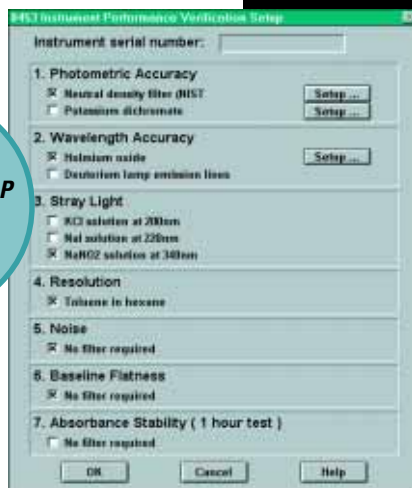 8453 Instrument Performance Verification Setup
Instrument serial number:
1. Photometric Accuracy
Neutral density filter (NIST
Setup ...
Potassium dichromate
Setup ...
2. Wavelength Accuracy
Holmium oxide
Setup ...
Deuterium lamp emission lines
3. Stray Light
KCl solution at 200nm
NaI solution at 220nm
NaNO2 solution at 340nm
4. Resolution
Toluene in hexane
5. Noise
No filter required
6. Baseline Flatness
No filter required
7. Absorbance Stability ( 1 hour test )
No filter required
OK
Cancel
Help
P